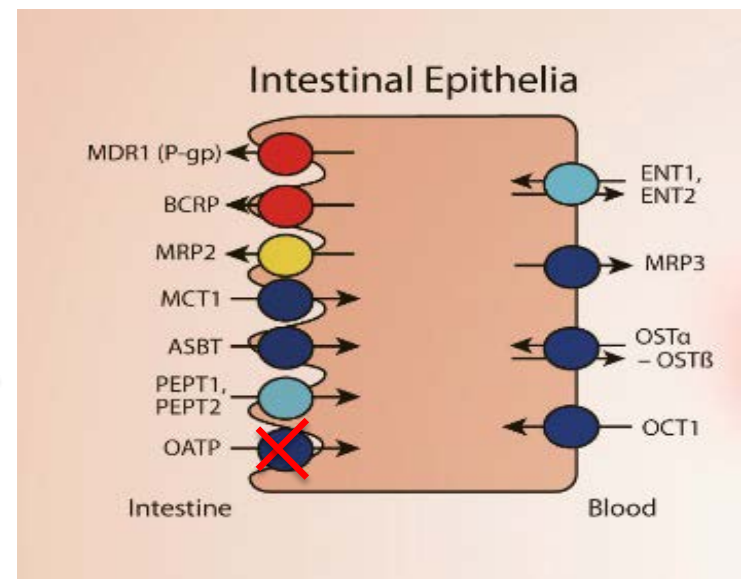 Intestinal Epithelia
MDR1 (P-gp)
BCRP
MRP2
MCT1
ASBT
PEPT1,
PEPT2
OATP
Intestine
ENT1,
ENT2
MRP3
OSTα
– OSTß
OCT1
Blood